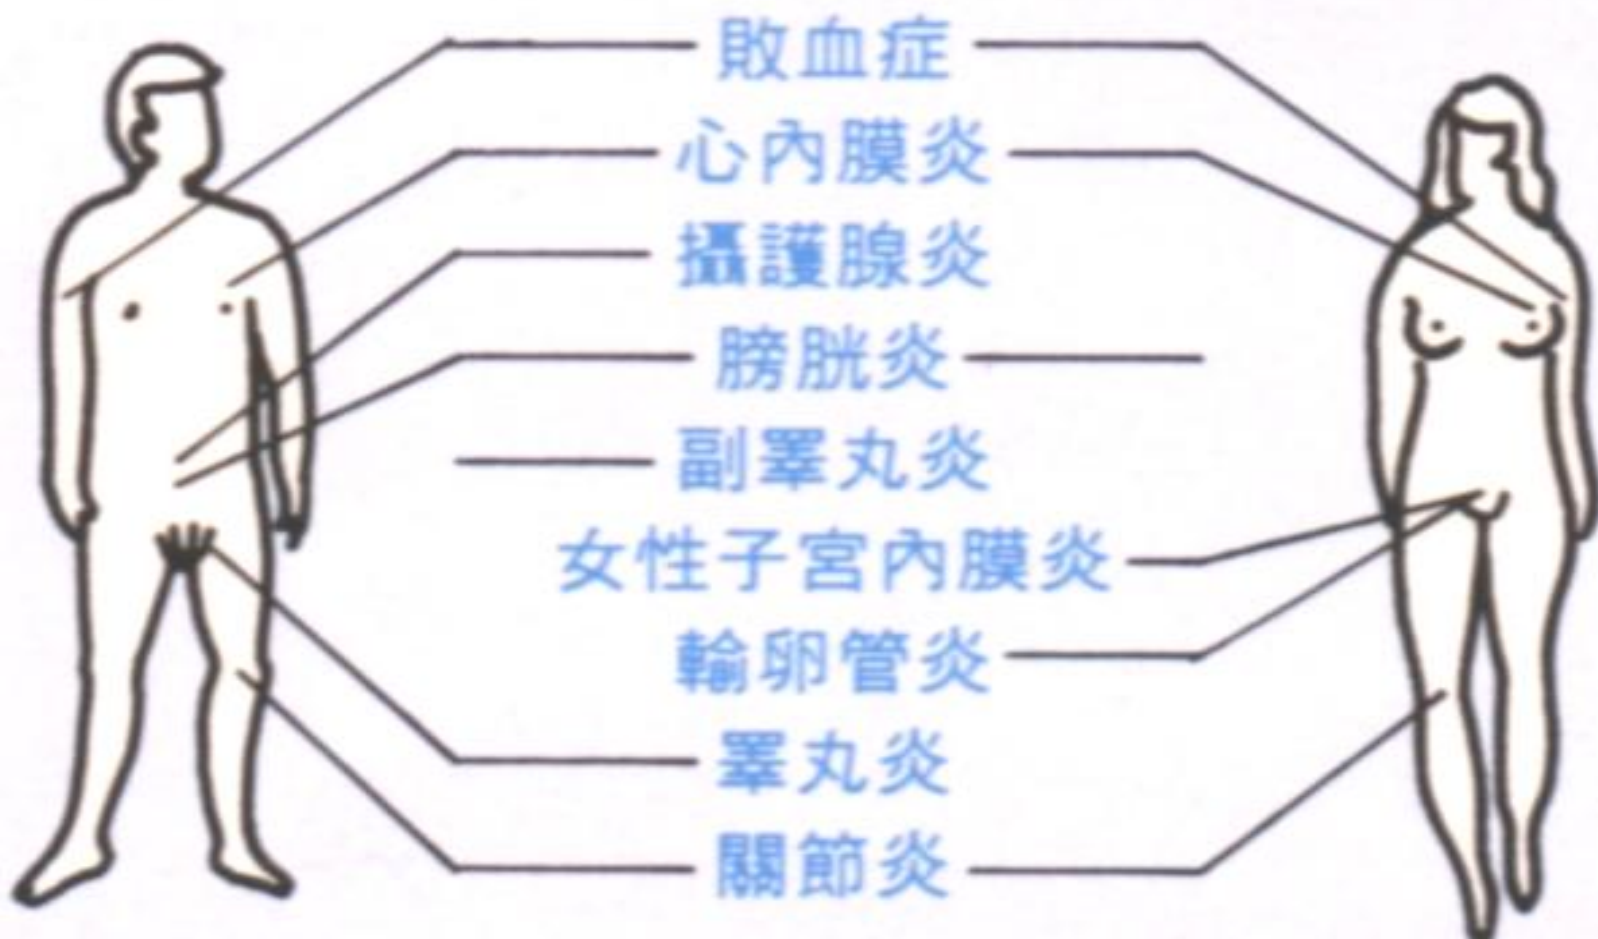 敗血症
心內膜炎
攝護腺炎
膀胱炎
副睪丸炎
女性子宮內膜炎
輸卵管炎
睪丸炎
關節炎